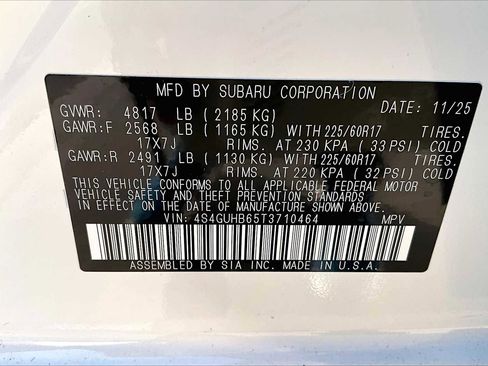 MFD. BY SUBARU CORPORATION
GVWR: 4817 LB ( 2185 KG) DATE: 11/25
GAWR:F 2568 LB ( 1165 KG) WITH 225/60R17 TIRES.
17X7J RIMS. AT 230 KPA ( 33 PSI) COLD
GAWR:R 2491 LB ( 1130 KG) WITH 225/60R17 TIRES.
17X7J RIMS. AT 220 KPA ( 32 PSI) COLD
THIS VEHICLE CONFORMS TO ALL APPLICABLE FEDERAL MOTOR
VEHICLE SAFETY AND THEFT PREVENTION STANDARDS
IN EFFECT ON THE DATE OF MANUFACTURE SHOWN ABOVE.
VIN: 4S4GUHB65T3710464 MPV
ASSEMBLED BY SIA INC. MADE IN U.S.A.